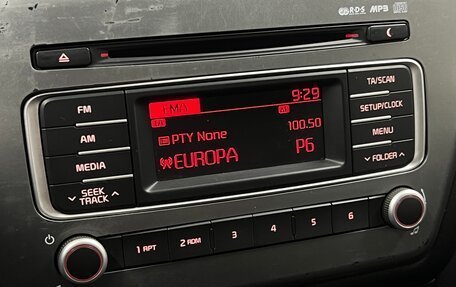 R·D·S MP3
FM
AM
MEDIA
SEEK
TRACK
9:29
PTY None
100.50
EUROPA
P6
TA/SCAN
SETUP/CLOCK
MENU
FOLDER
1 RPT
2 RDM
3
4
5
6